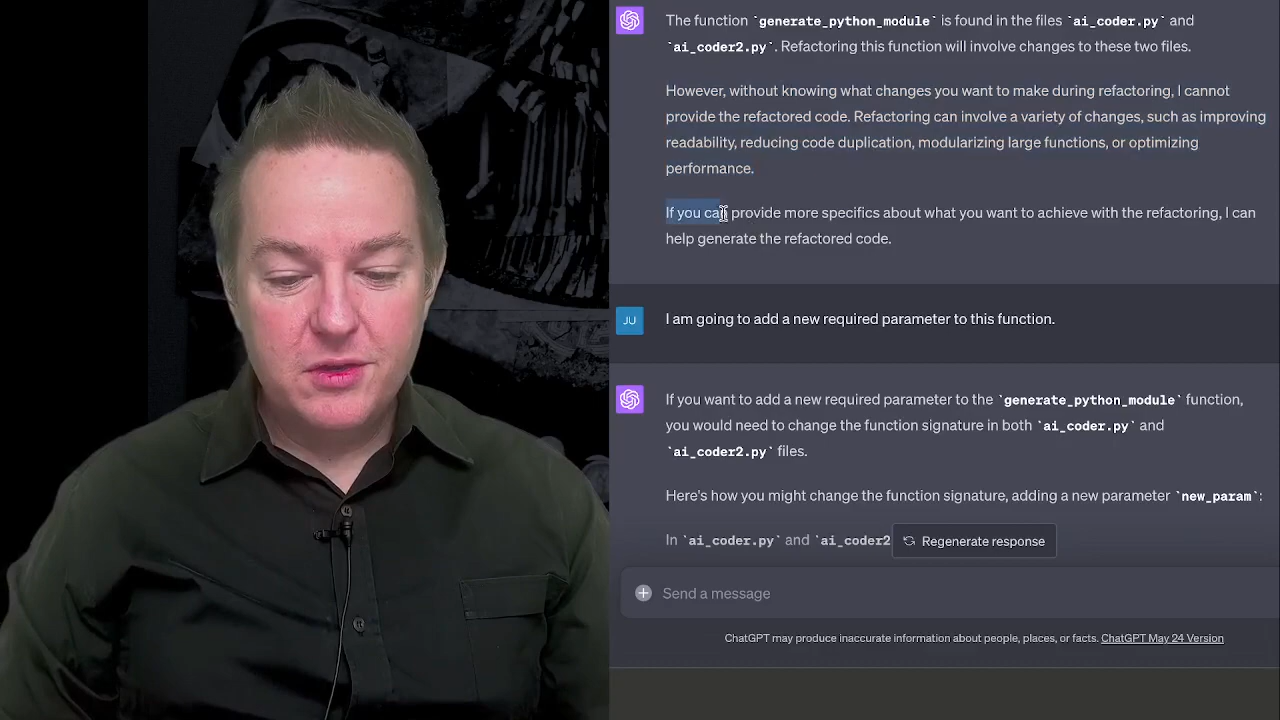 The function `generate_python_module` is found in the files `ai_coder.py` and
`ai_coder2.py`. Refactoring this function will involve changes to these two files.
However, without knowing what changes you want to make during refactoring, I cannot
provide the refactored code. Refactoring can involve a variety of changes, such as improving
readability, reducing code duplication, modularizing large functions, or optimizing
performance.
If you can provide more specifics about what you want to achieve with the refactoring, I can
help generate the refactored code.
JU
I am going to add a new required parameter to this function.
If you want to add a new required parameter to the `generate_python_module` function,
you would need to change the function signature in both `ai_coder.py` and
`ai_coder2.py` files.
Here's how you might change the function signature, adding a new parameter `new_param`:
In `ai_coder.py` and `ai_coder2
Regenerate response
Send a message
ChatGPT may produce inaccurate information about people, places, or facts. ChatGPT May 24 Version